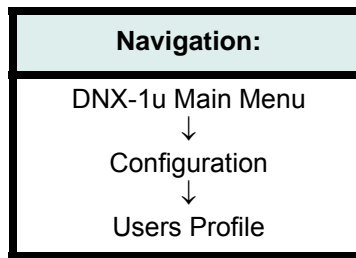 Navigation:
DNX-1u Main Menu
↓
Configuration
↓
Users Profile